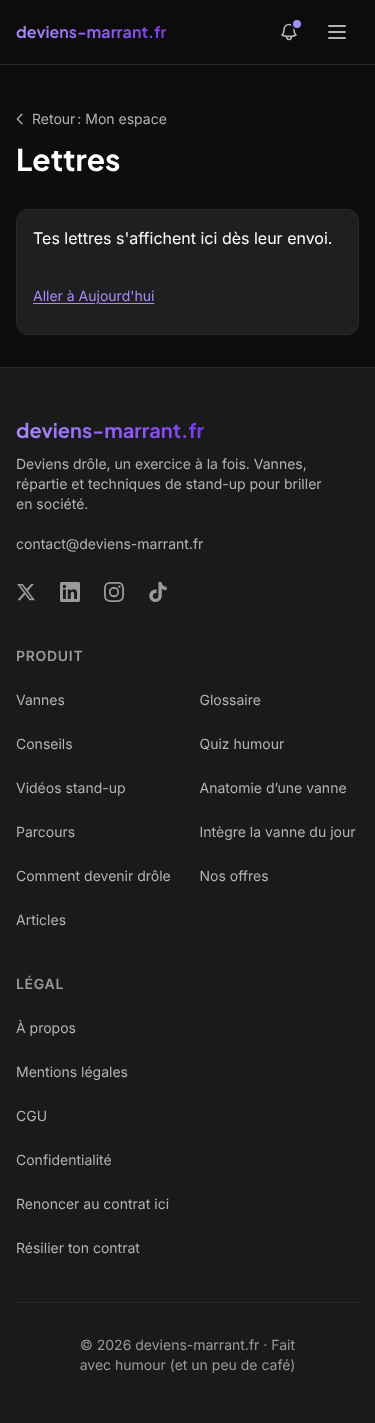 deviens-marrant.fr
Retour : Mon espace
Lettres
Tes lettres s'affichent ici dès leur envoi.
Aller à Aujourd'hui
deviens-marrant.fr
Deviens drôle, un exercice à la fois. Vannes,
répartie et techniques de stand-up pour briller
en société.
contact@deviens-marrant.fr
PRODUIT
Vannes
Glossaire
Conseils
Quiz humour
Vidéos stand-up
Anatomie d’une vanne
Parcours
Intègre la vanne du jour
Comment devenir drôle
Nos offres
Articles
LÉGAL
À propos
Mentions légales
CGU
Confidentialité
Renoncer au contrat ici
Résilier ton contrat
© 2026 deviens-marrant.fr · Fait
avec humour (et un peu de café)